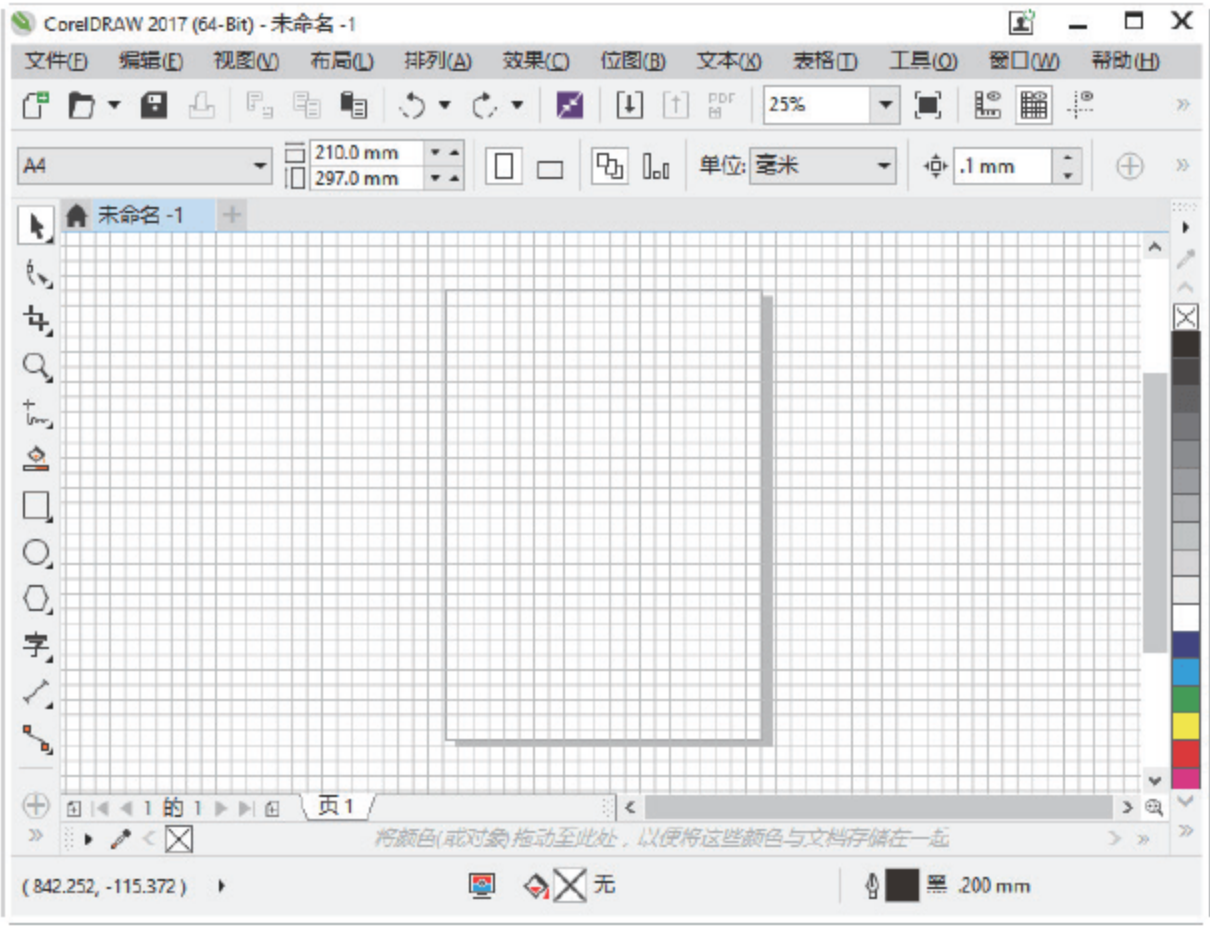 CorelDRAW 2017 (64-Bit) - 未命名 -1
文件(F) 编辑(E) 视图(V) 布局(L) 排列(A) 效果(C) 位图(B) 文本(X) 表格(T) 工具(O) 窗口(W) 帮助(H)
PDF 25%
A4 210.0 mm 单位: 毫米 .1 mm
297.0 mm
未命名 -1
字
1 的 1 页 1
将颜色(或对象)拖动至此处，以便将这些颜色与文档存储在一起
( 842.252, -115.372 ) 无 黑 .200 mm